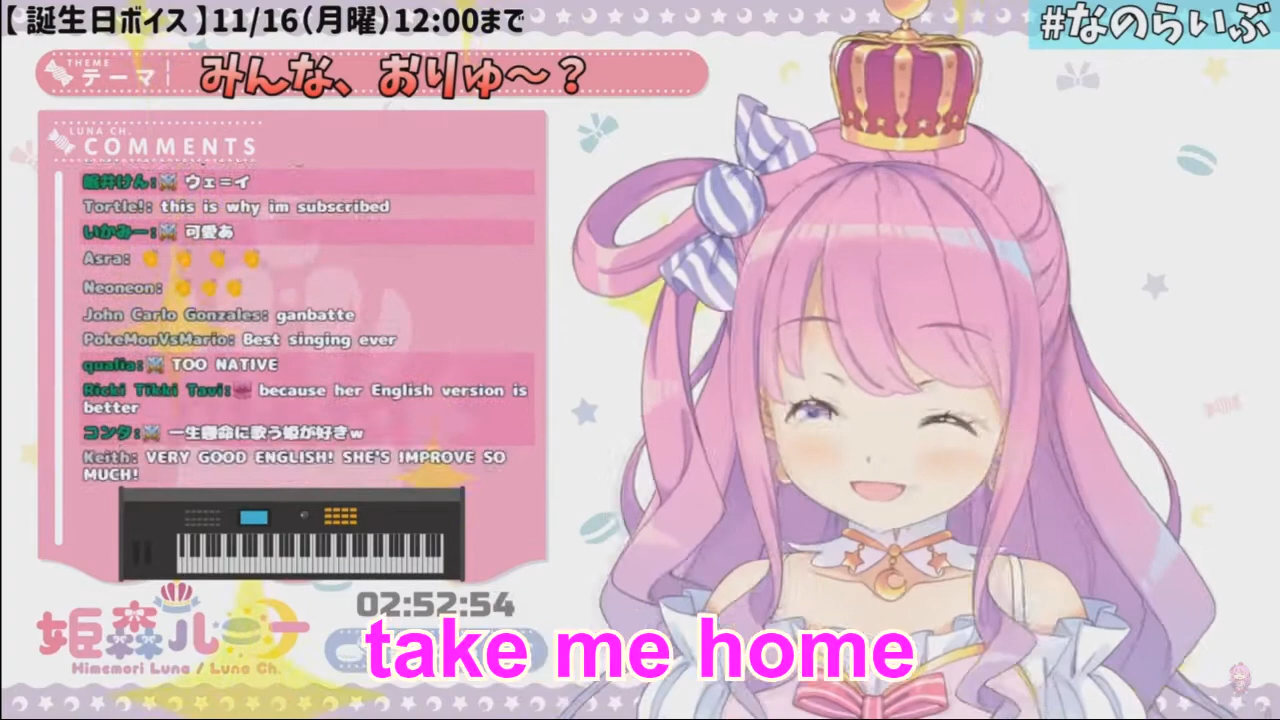 【誕生日ボイス】11/16(月曜)12:00まで
#なのらいぶ
THEME
テーマ
みんな、おりゅ～？
LUNA CH.
COMMENTS
ウェ=イ
Tortle!: this is why im subscribed
いかみー: 可愛あ
Asra:
Neoneon:
John Carlo Gonzales: ganbatte
PokeMonVsMario: Best singing ever
qualia: TOO NATIVE
Ricki Tikki Tavi: because her English version is
better
コンタ: 一生懸命に歌う姫が好きw
Keith: VERY GOOD ENGLISH! SHE'S IMPROVE SO
MUCH!
02:52:54
姫森ルーナ
Himemori Luna / Luna Ch.
take me home